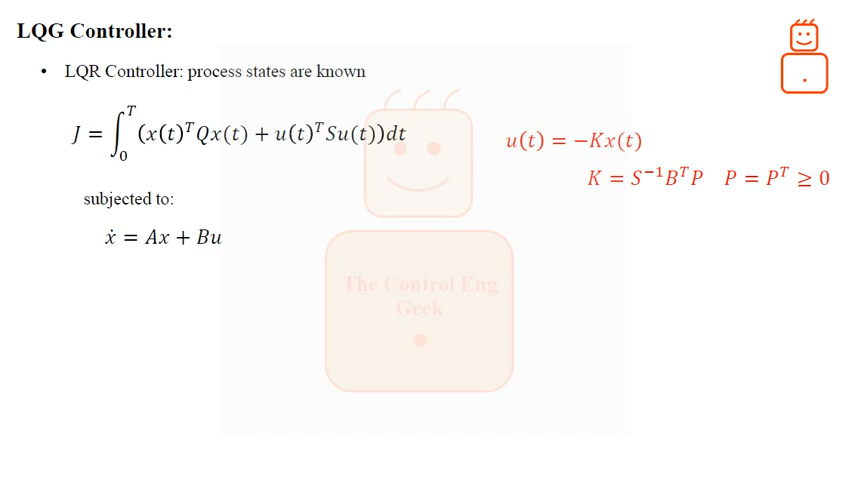 LQG Controller:
• LQR Controller: process states are known
J = ∫₀ᵀ (x(t)ᵀQx(t) + u(t)ᵀSu(t))dt
u(t) = −Kx(t)
K = S⁻¹BᵀP P = Pᵀ ≥ 0
subjected to:
ẋ = Ax + Bu
The Control Eng
Geek